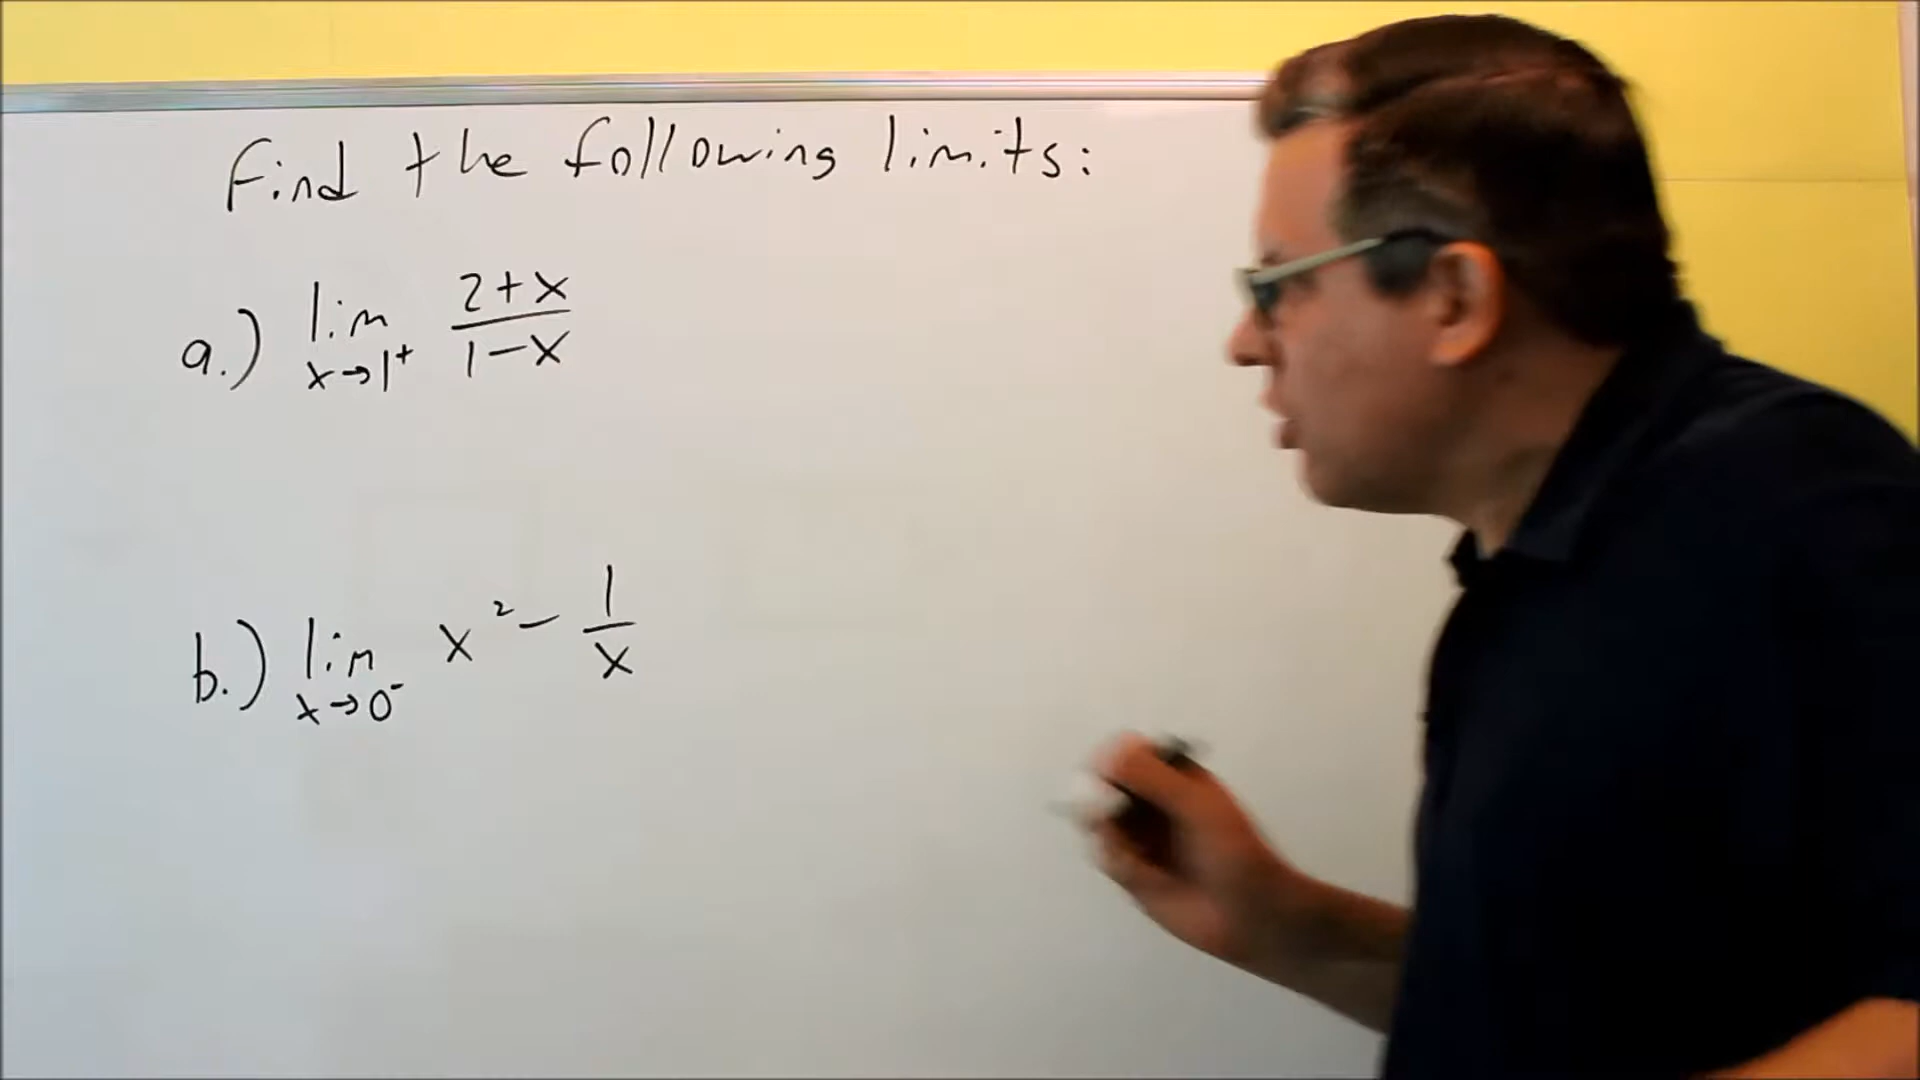 Find the following limits:
a.) lim x→1⁺ (2+x)/(1-x)
b.) lim x→0⁻ x² - 1/x